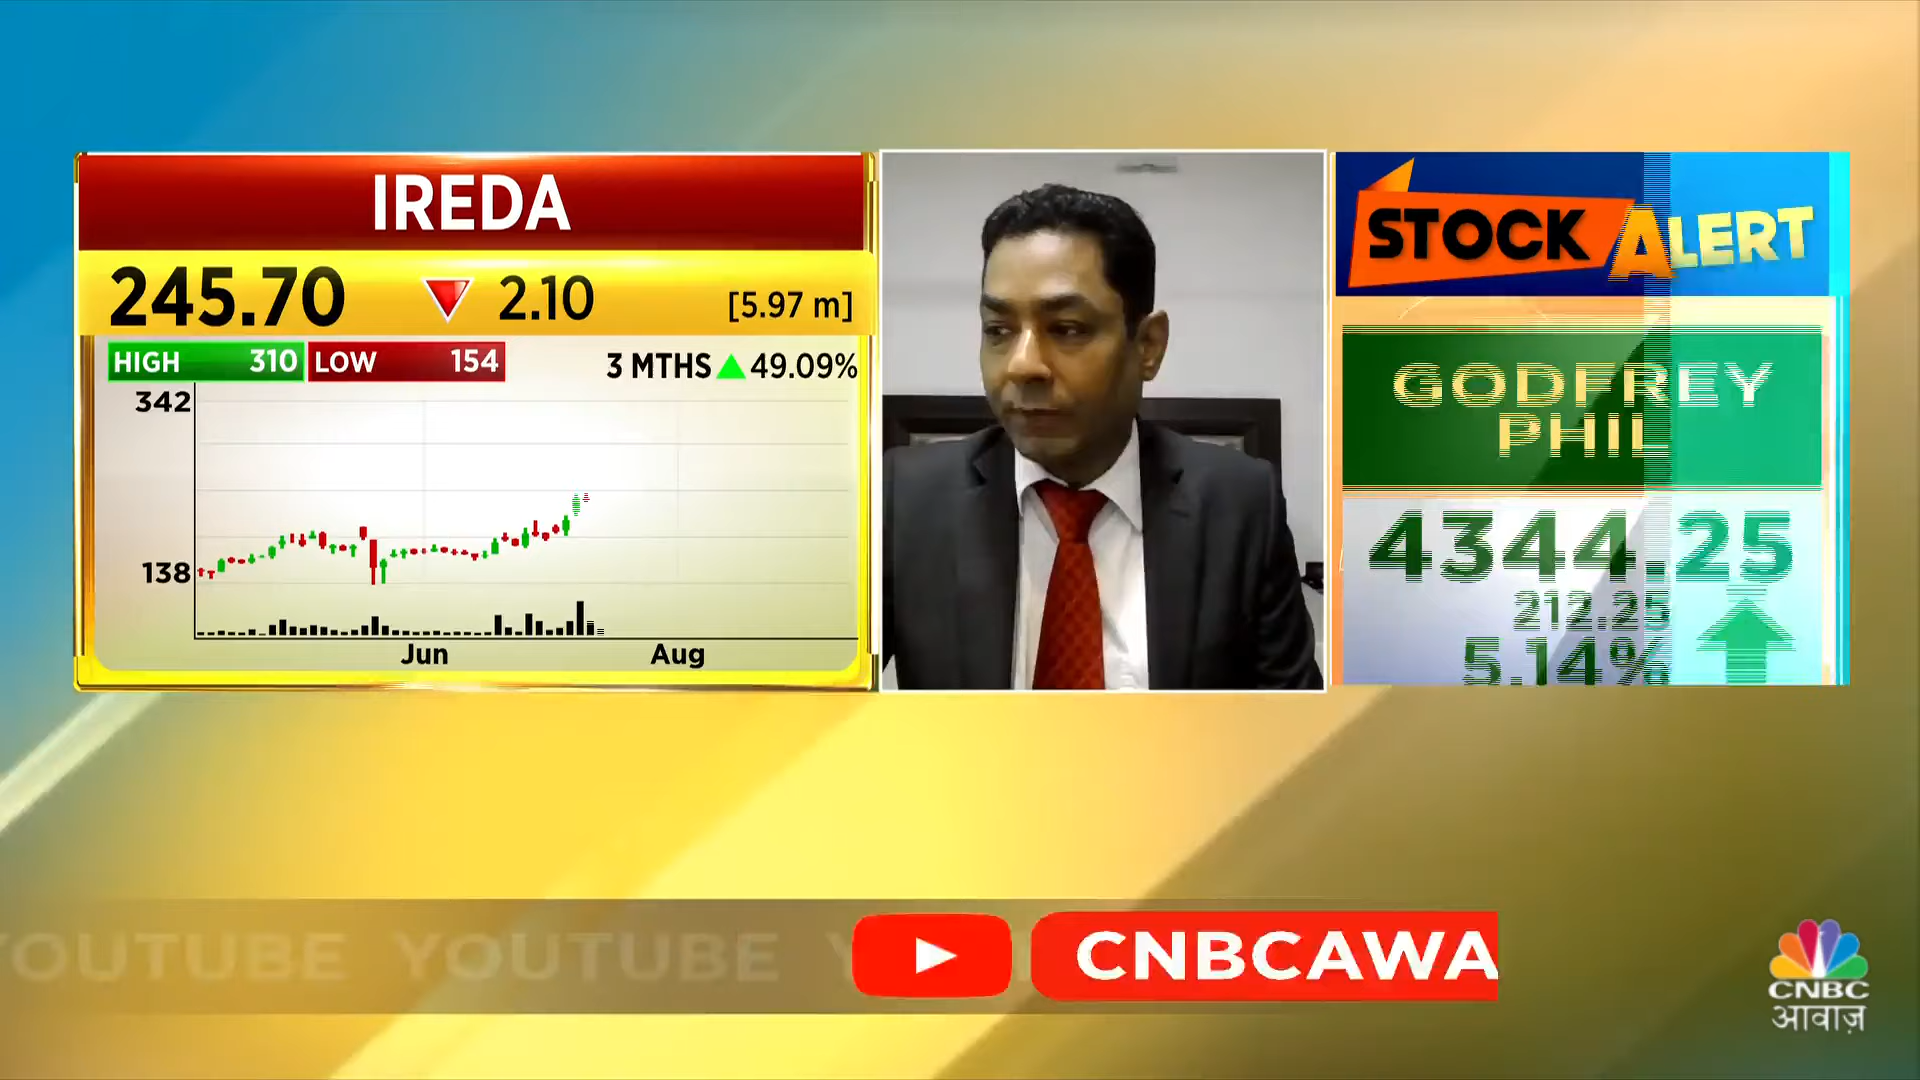 IREDA
245.70 2.10 [5.97 m]
HIGH 310 LOW 154 3 MTHS 49.09%
342
138
Jun Aug
STOCK ALERT
GODFREY
PHIL
4344.25
212.25
5.14%
YOUTUBE YOUTUBE Y
CNBCAWA
CNBC
आवाज़